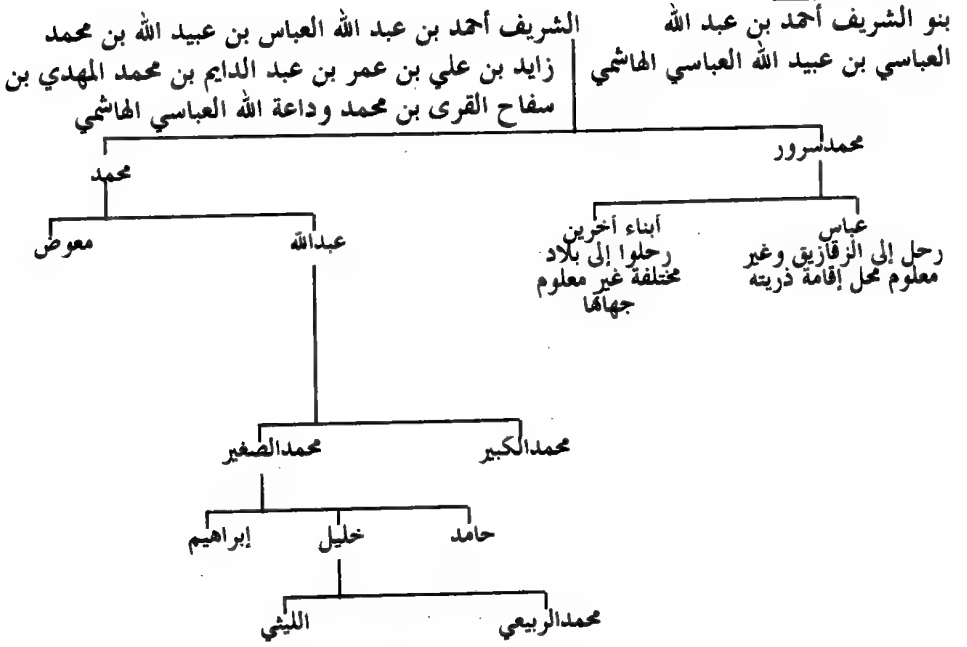 بنو الشريف أحمد بن عبد الله
العباسي بن عبيد الله العباسي الهاشمي
الشريف أحمد بن عبد الله العباس بن عبيد الله بن محمد
زايد بن علي بن عمر بن عبد الدايم بن محمد المهدي بن
سفاح القرى بن محمد وداعة الله العباسي الهاشمي
محمدسرور
محمد
عباس
رحل إلى الزقازيق وغير
معلوم محل إقامة ذريته
أبناء أخرين
رحلوا إلى بلاد
مختلفة غير معلوم
جهاتها
عبدالله
معوض
محمدالكبير
محمدالصغير
حامد
خليل
إبراهيم
محمدالربيعي
الليثي